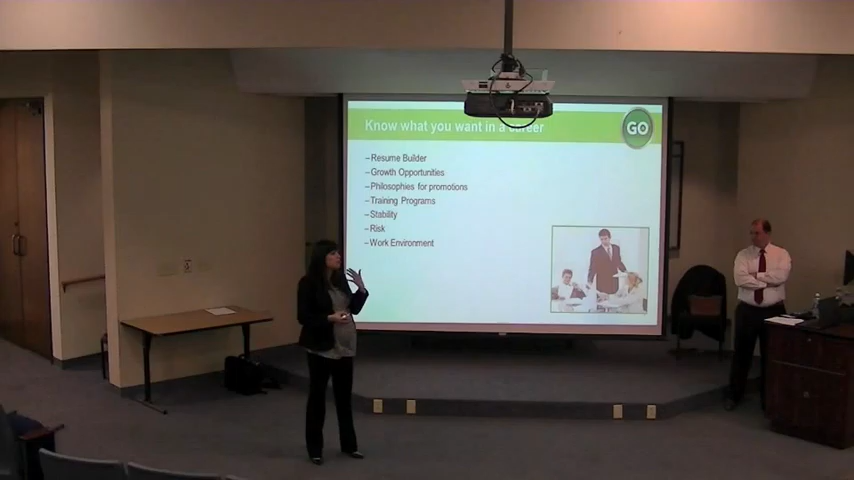 Know what you want in a career
GO
–Resume Builder
–Growth Opportunities
–Philosophies for promotions
–Training Programs
–Stability
–Risk
–Work Environment